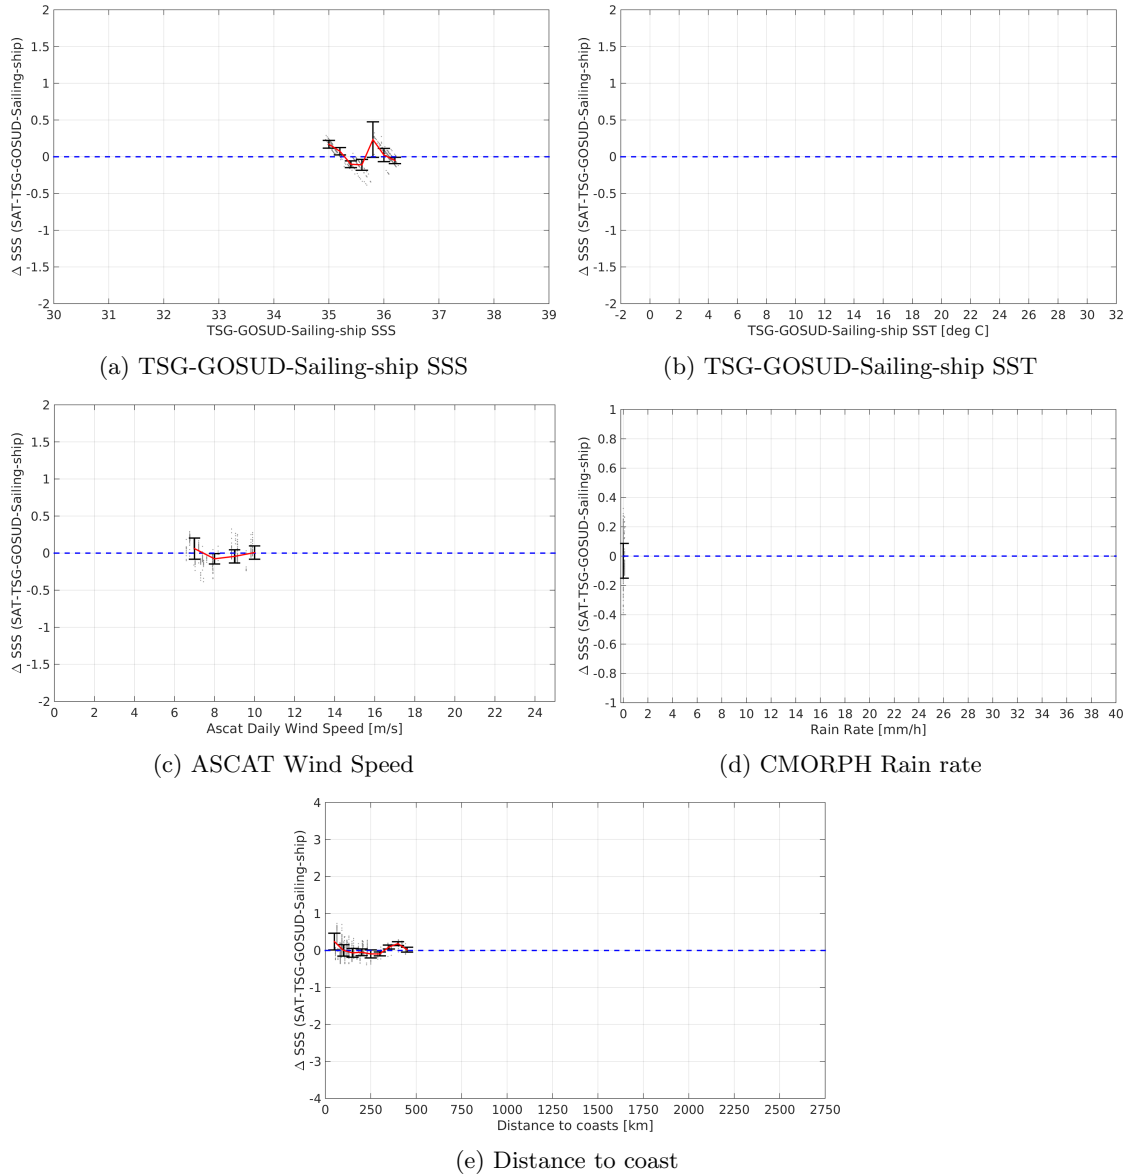 2
1.5
1
0.5
0
-0.5
-1
-1.5
-2
Δ SSS (SAT-TSG-GOSUD-Sailing-ship)
30 31 32 33 34 35 36 37 38 39
TSG-GOSUD-Sailing-ship SSS
(a) TSG-GOSUD-Sailing-ship SSS
2
1.5
1
0.5
0
-0.5
-1
-1.5
-2
Δ SSS (SAT-TSG-GOSUD-Sailing-ship)
-2 0 2 4 6 8 10 12 14 16 18 20 22 24 26 28 30 32
TSG-GOSUD-Sailing-ship SST [deg C]
(b) TSG-GOSUD-Sailing-ship SST
2
1.5
1
0.5
0
-0.5
-1
-1.5
-2
Δ SSS (SAT-TSG-GOSUD-Sailing-ship)
0 2 4 6 8 10 12 14 16 18 20 22 24
Ascat Daily Wind Speed [m/s]
(c) ASCAT Wind Speed
1
0.8
0.6
0.4
0.2
0
-0.2
-0.4
-0.6
-0.8
-1
Δ SSS (SAT-TSG-GOSUD-Sailing-ship)
0 2 4 6 8 10 12 14 16 18 20 22 24 26 28 30 32 34 36 38 40
Rain Rate [mm/h]
(d) CMORPH Rain rate
4
3
2
1
0
-1
-2
-3
-4
Δ SSS (SAT-TSG-GOSUD-Sailing-ship)
0 250 500 750 1000 1250 1500 1750 2000 2250 2500 2750
Distance to coasts [km]
(e) Distance to coast